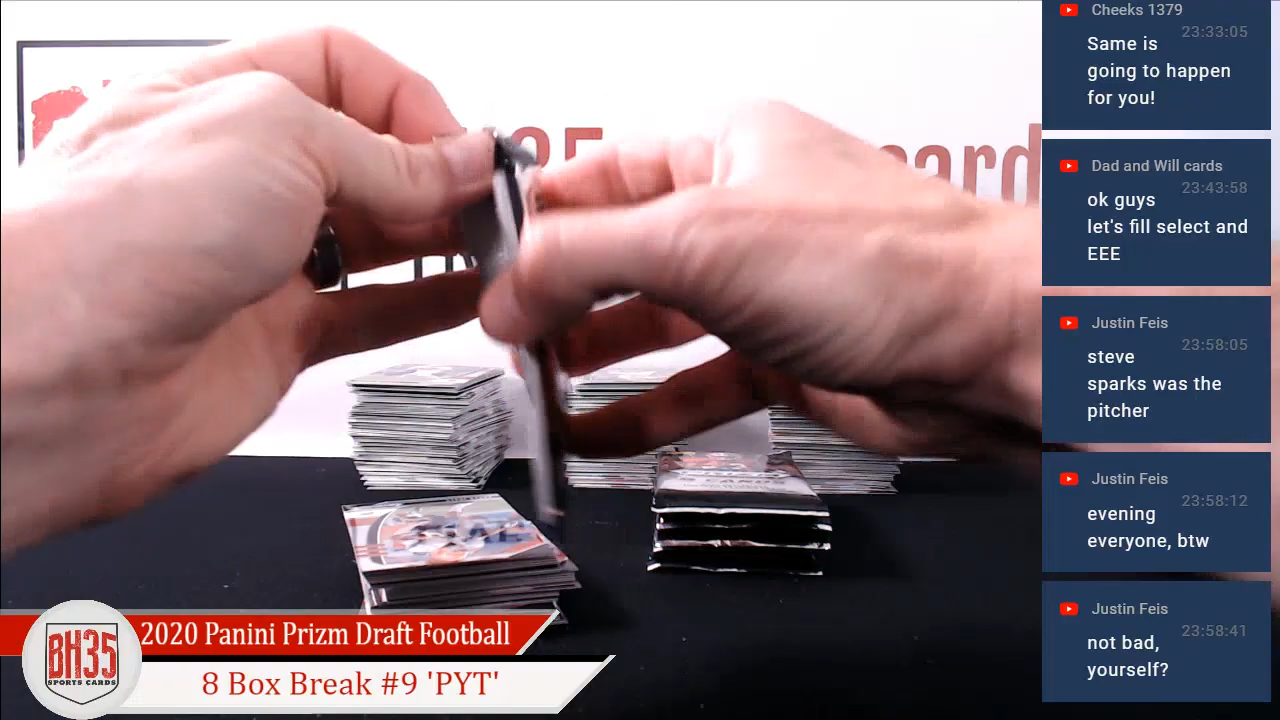 35
card
Cheeks 1379
23:33:05
Same is
going to happen
for you!
Dad and Will cards
23:43:58
ok guys
let's fill select and
EEE
Justin Feis
23:58:05
steve
sparks was the
pitcher
Justin Feis
23:58:12
evening
everyone, btw
Justin Feis
23:58:41
not bad,
yourself?
BH35
SPORTS CARDS
2020 Panini Prizm Draft Football
8 Box Break #9 'PYT'